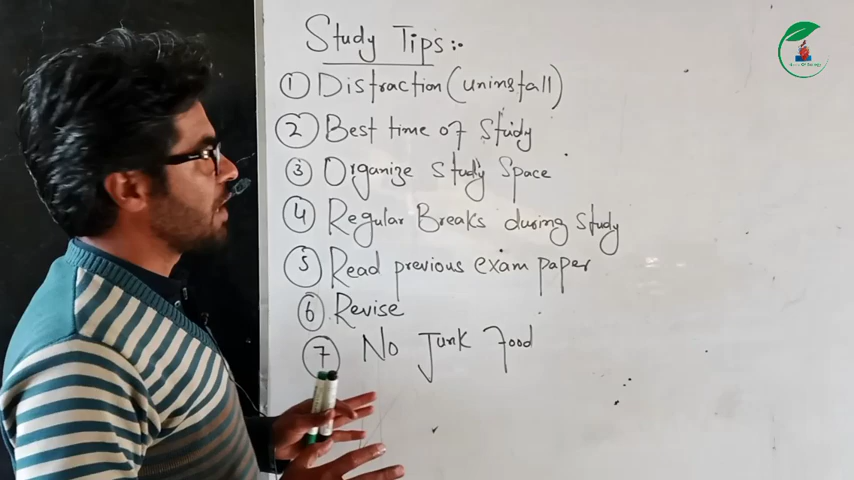 Study Tips:-
① Distraction (uninstall)
② Best time of Study
③ Organize Study Space
④ Regular Breaks during Study
⑤ Read previous exam paper
⑥ Revise
⑦ No Junk Food